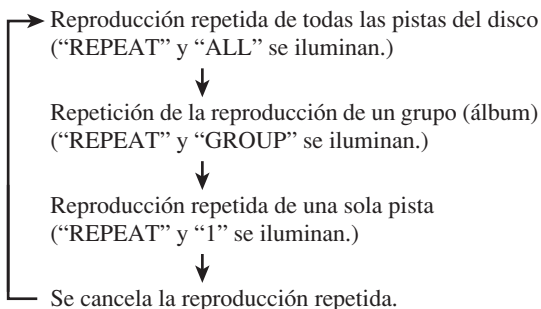 Reproducción repetida de todas las pistas del disco
(“REPEAT” y “ALL” se iluminan.)
Repetición de la reproducción de un grupo (álbum)
(“REPEAT” y “GROUP” se iluminan.)
Reproducción repetida de una sola pista
(“REPEAT” y “1” se iluminan.)
Se cancela la reproducción repetida.